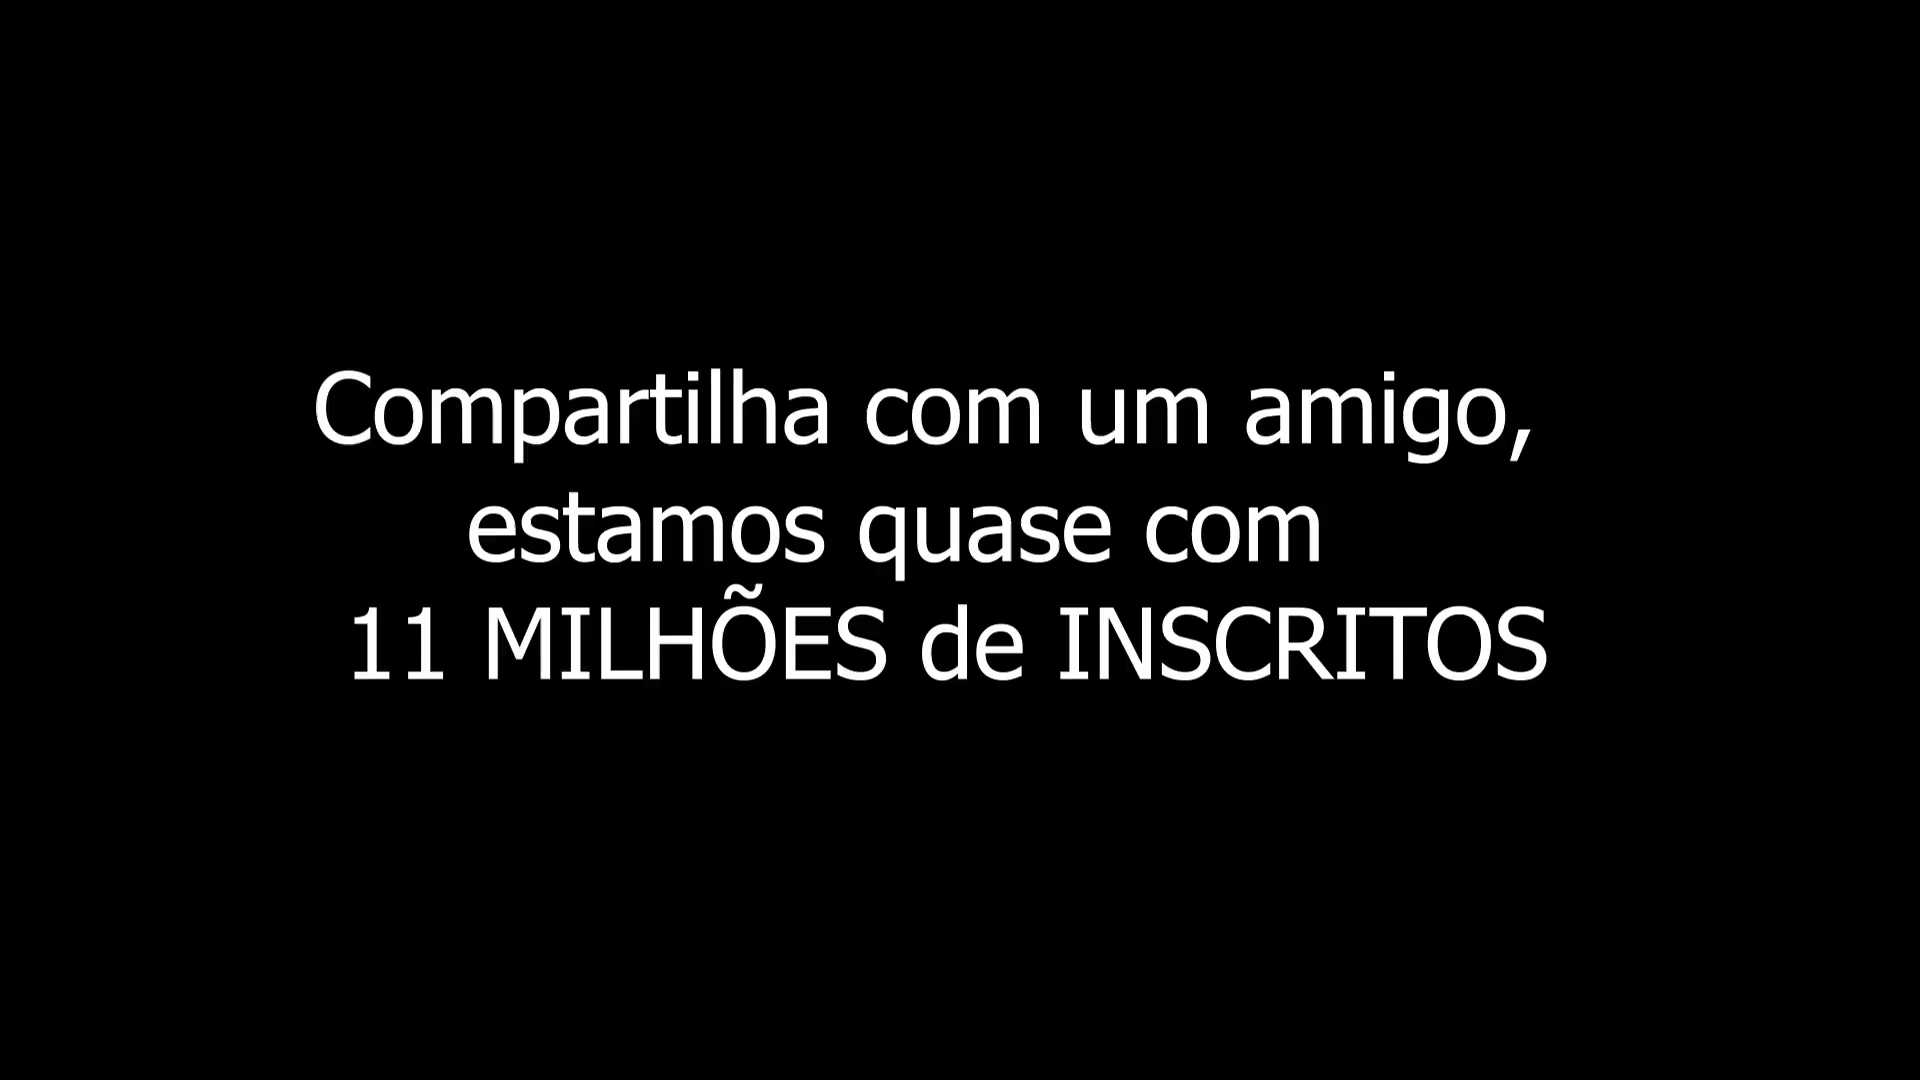 Compartilha com um amigo,
estamos quase com
11 MILHÕES de INSCRITOS